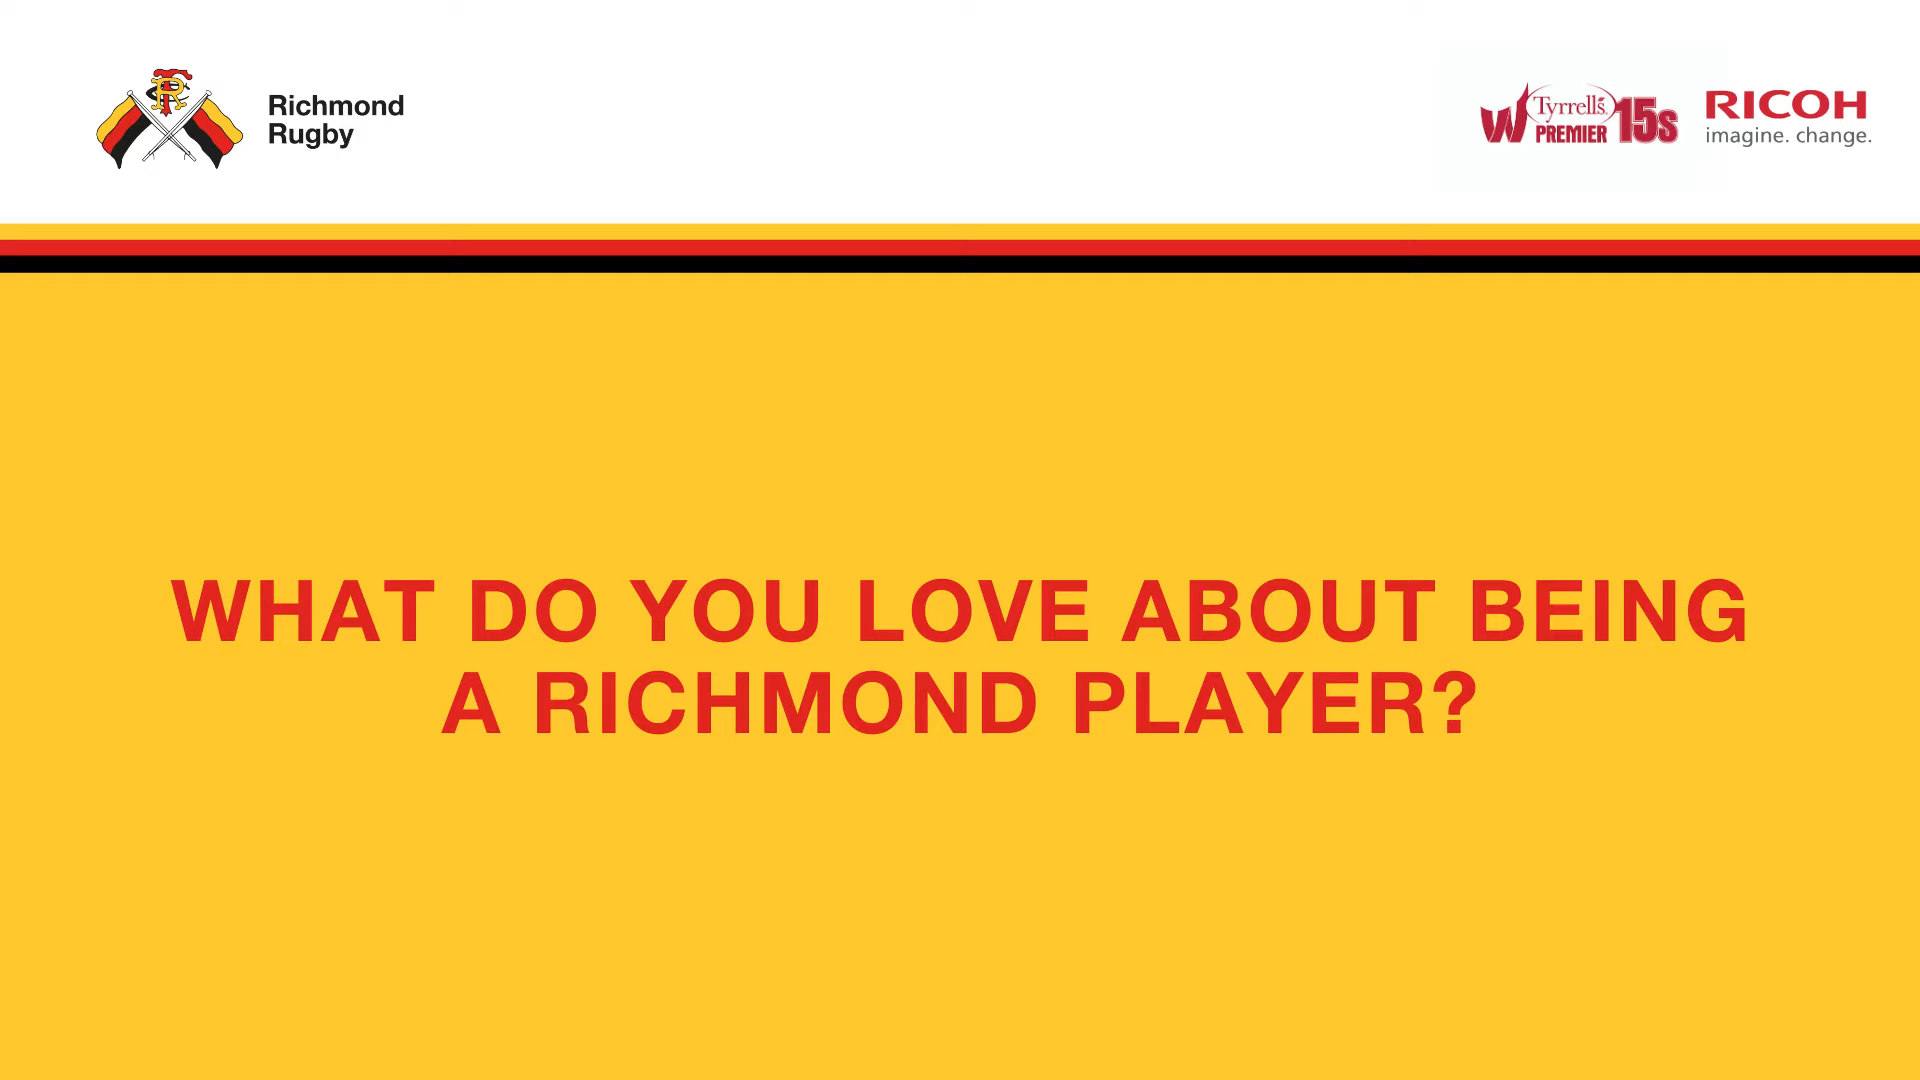 Richmond
Rugby
Tyrrells
PREMIER 15s
RICOH
imagine. change.
WHAT DO YOU LOVE ABOUT BEING
A RICHMOND PLAYER?